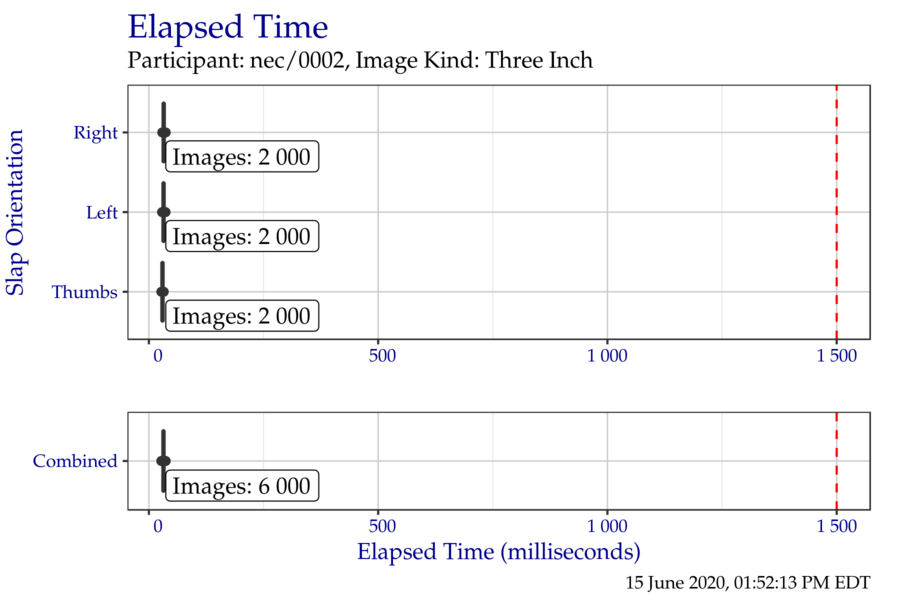 Elapsed Time
Participant: nec/0002, Image Kind: Three Inch
Slap Orientation
Right
Images: 2 000
Left
Images: 2 000
Thumbs
Images: 2 000
0 500 1 000 1 500
Combined
Images: 6 000
0 500 1 000 1 500
Elapsed Time (milliseconds)
15 June 2020, 01:52:13 PM EDT